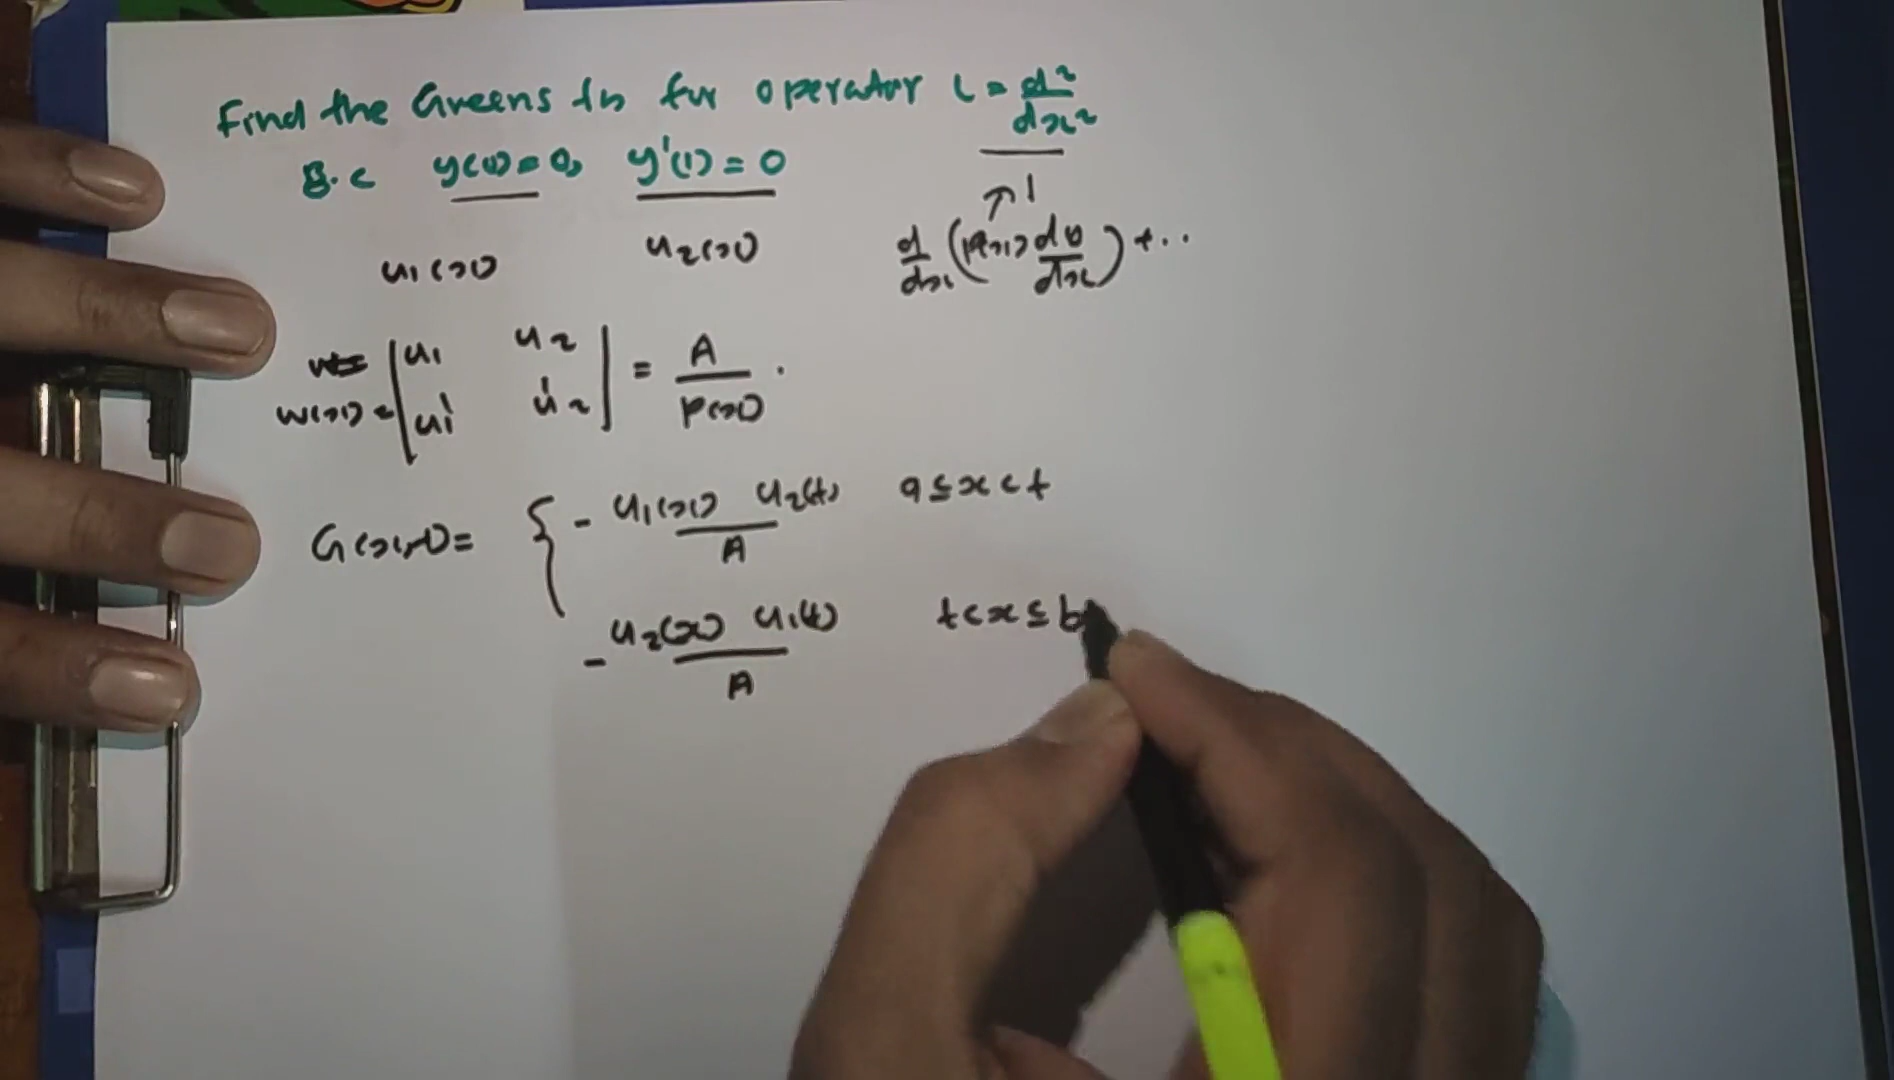 Find the Greens fn for operator L = d²/dx²
B.c y(0) = 0, y'(1) = 0
u₁(x) u₂(x) d/dx (p(x) dy/dx) + ..
↑ 1
w(x) = | u₁ u₂ | = A/p(x) .
| u₁' u₂' |
G(x,t) = { - u₁(x) u₂(t) / A a ≤ x < t
- u₂(x) u₁(t) / A t < x ≤ b